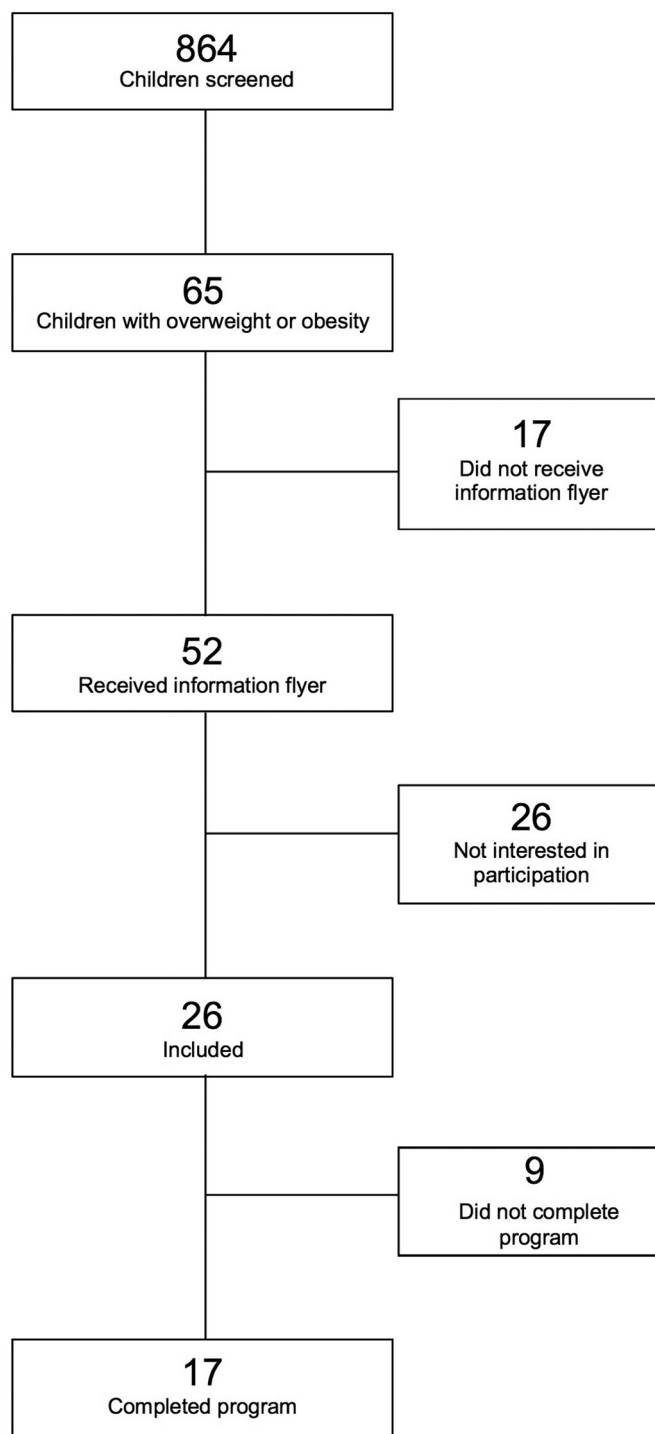 864
Children screened
65
Children with overweight or obesity
17
Did not receive
information flyer
52
Received information flyer
26
Not interested in
participation
26
Included
9
Did not complete
program
17
Completed program